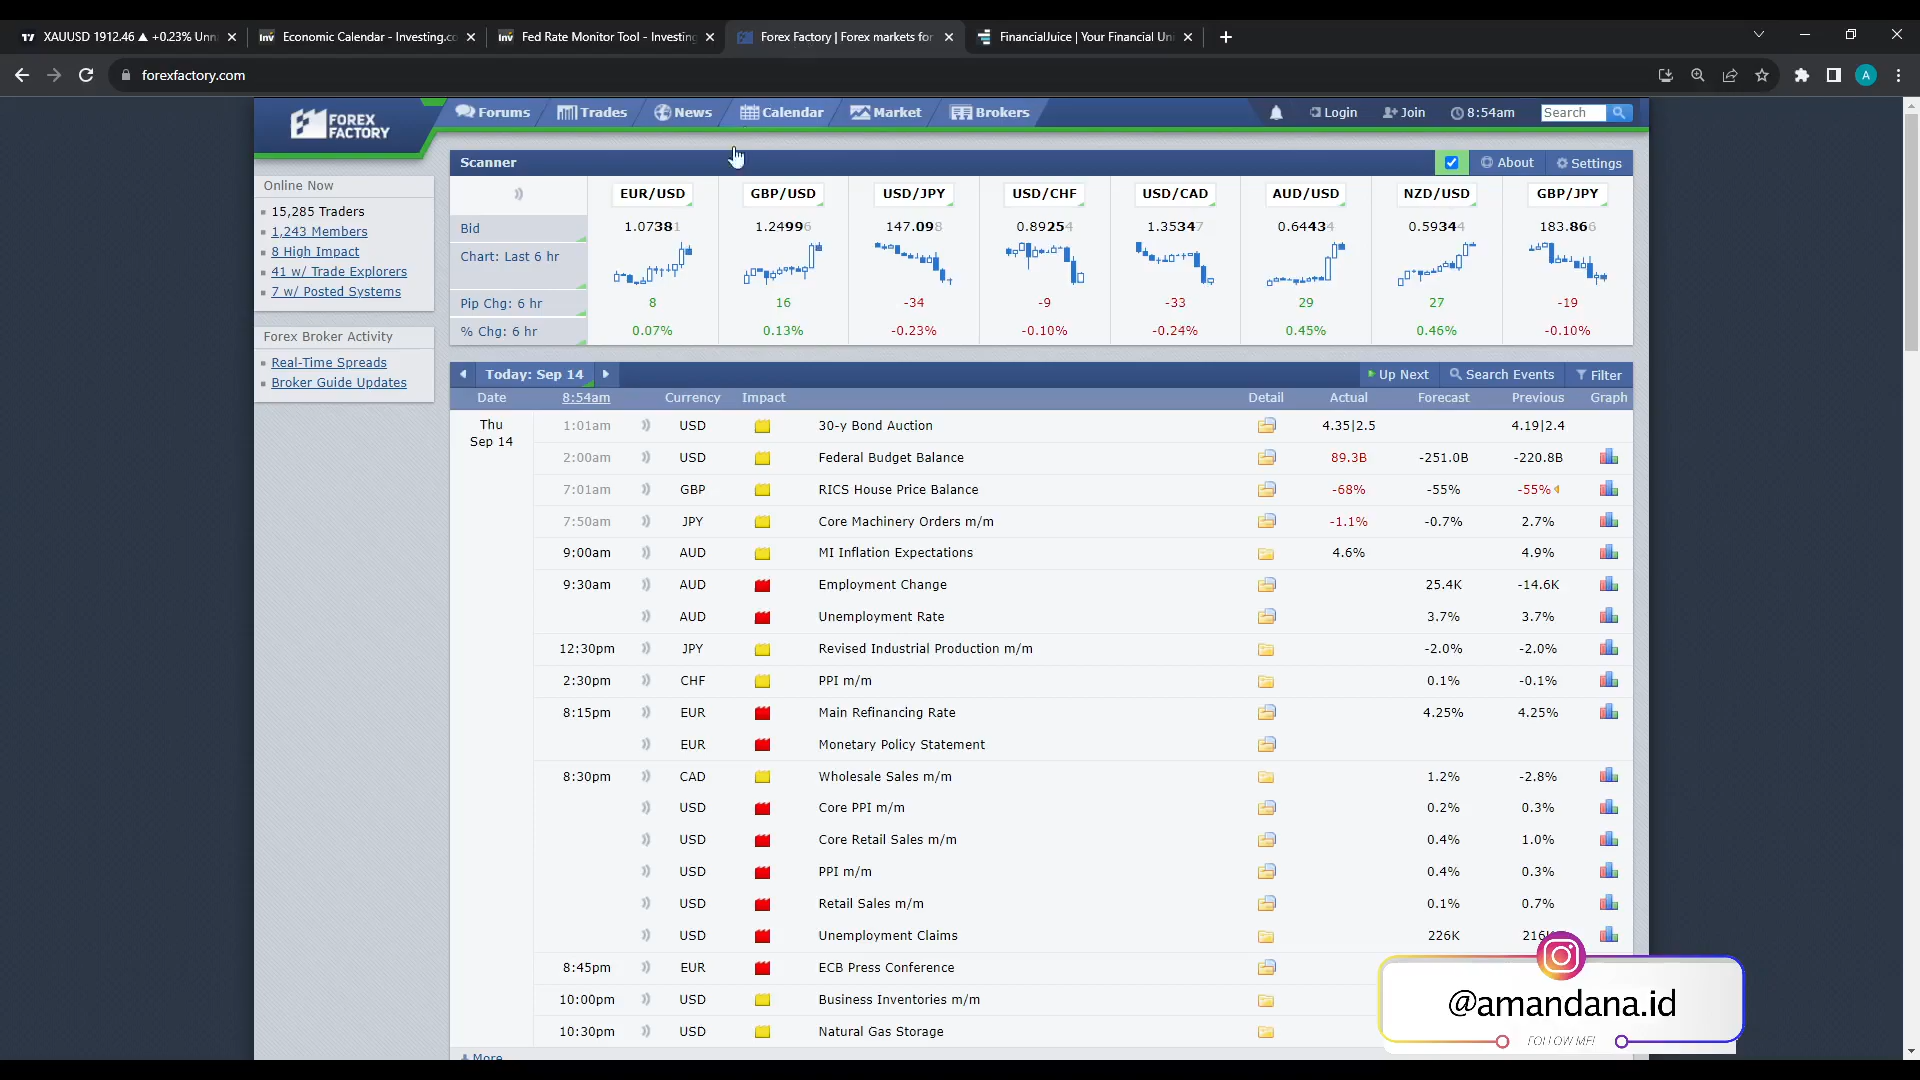 XAUUSD 1912.46 ▲ +0.23% Unn
Economic Calendar - Investing.co
Fed Rate Monitor Tool - Investing
Forex Factory | Forex markets for
FinancialJuice | Your Financial Un
forexfactory.com
A
FOREX
FACTORY
Forums
Trades
News
Calendar
Market
Brokers
Login
Join
8:54am
Search
Online Now
15,285 Traders
1,243 Members
8 High Impact
41 w/ Trade Explorers
7 w/ Posted Systems
Forex Broker Activity
Real-Time Spreads
Broker Guide Updates
Scanner
About
Settings
EUR/USD GBP/USD USD/JPY USD/CHF USD/CAD AUD/USD NZD/USD GBP/JPY
Bid 1.07381 1.24996 147.098 0.89254 1.35347 0.64434 0.59344 183.866
Chart: Last 6 hr
Pip Chg: 6 hr 8 16 -34 -9 -33 29 27 -19
% Chg: 6 hr 0.07% 0.13% -0.23% -0.10% -0.24% 0.45% 0.46% -0.10%
Today: Sep 14
Up Next
Search Events
Filter
Date 8:54am Currency Impact Detail Actual Forecast Previous Graph
Thu
Sep 14
1:01am USD 30-y Bond Auction 4.35|2.5 4.19|2.4
2:00am USD Federal Budget Balance 89.3B -251.0B -220.8B
7:01am GBP RICS House Price Balance -68% -55% -55%
7:50am JPY Core Machinery Orders m/m -1.1% -0.7% 2.7%
9:00am AUD MI Inflation Expectations 4.6% 4.9%
9:30am AUD Employment Change 25.4K -14.6K
AUD Unemployment Rate 3.7% 3.7%
12:30pm JPY Revised Industrial Production m/m -2.0% -2.0%
2:30pm CHF PPI m/m 0.1% -0.1%
8:15pm EUR Main Refinancing Rate 4.25% 4.25%
EUR Monetary Policy Statement
8:30pm CAD Wholesale Sales m/m 1.2% -2.8%
USD Core PPI m/m 0.2% 0.3%
USD Core Retail Sales m/m 0.4% 1.0%
USD PPI m/m 0.4% 0.3%
USD Retail Sales m/m 0.1% 0.7%
USD Unemployment Claims 226K 216K
8:45pm EUR ECB Press Conference
10:00pm USD Business Inventories m/m
10:30pm USD Natural Gas Storage
More
@amandana.id
FOLLOW ME!